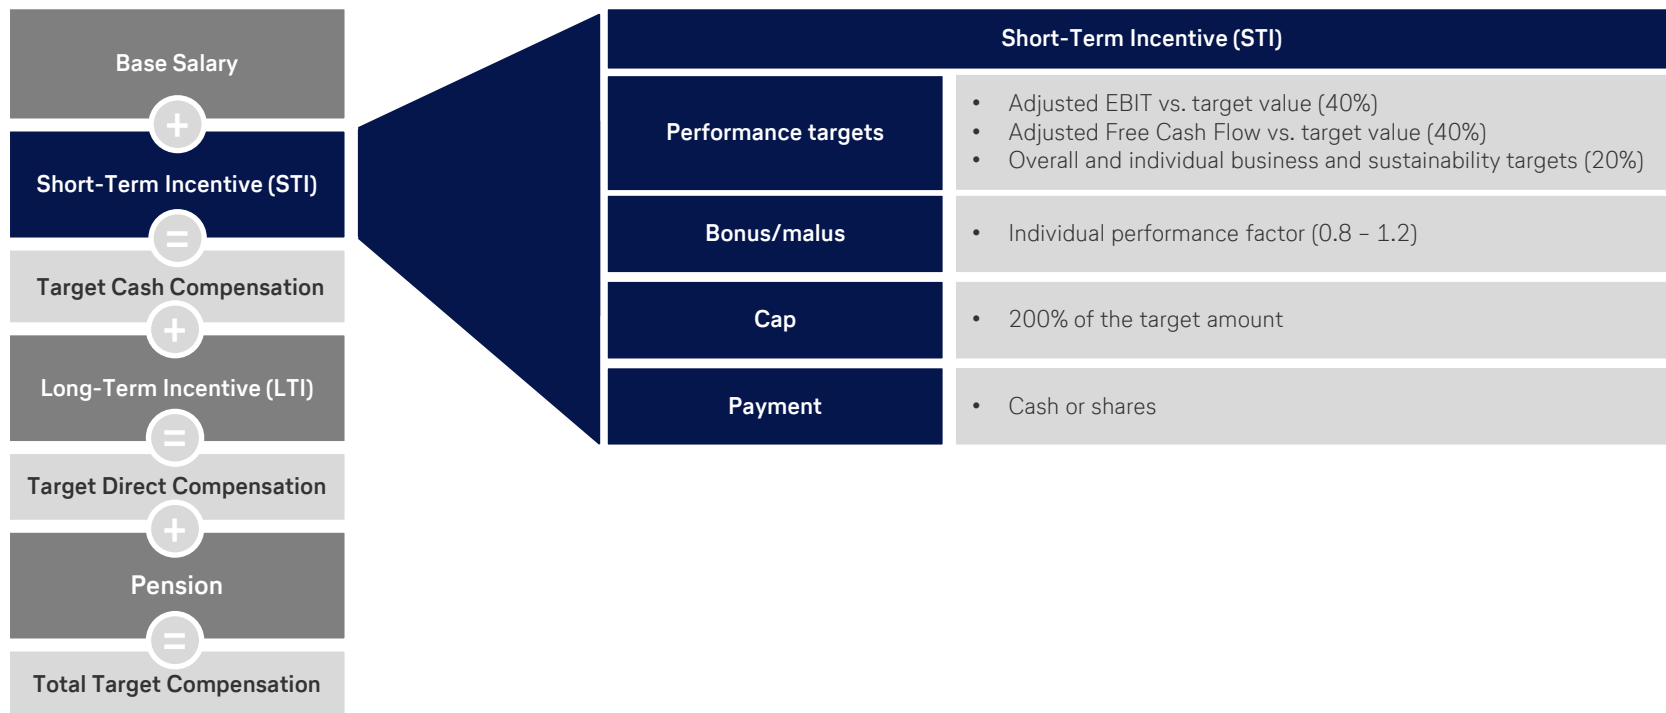 Base Salary
+
Short-Term Incentive (STI)
=
Target Cash Compensation
+
Long-Term Incentive (LTI)
=
Target Direct Compensation
+
Pension
=
Total Target Compensation
Short-Term Incentive (STI)
Performance targets
• Adjusted EBIT vs. target value (40%)
• Adjusted Free Cash Flow vs. target value (40%)
• Overall and individual business and sustainability targets (20%)
Bonus/malus
• Individual performance factor (0.8 – 1.2)
Cap
• 200% of the target amount
Payment
• Cash or shares